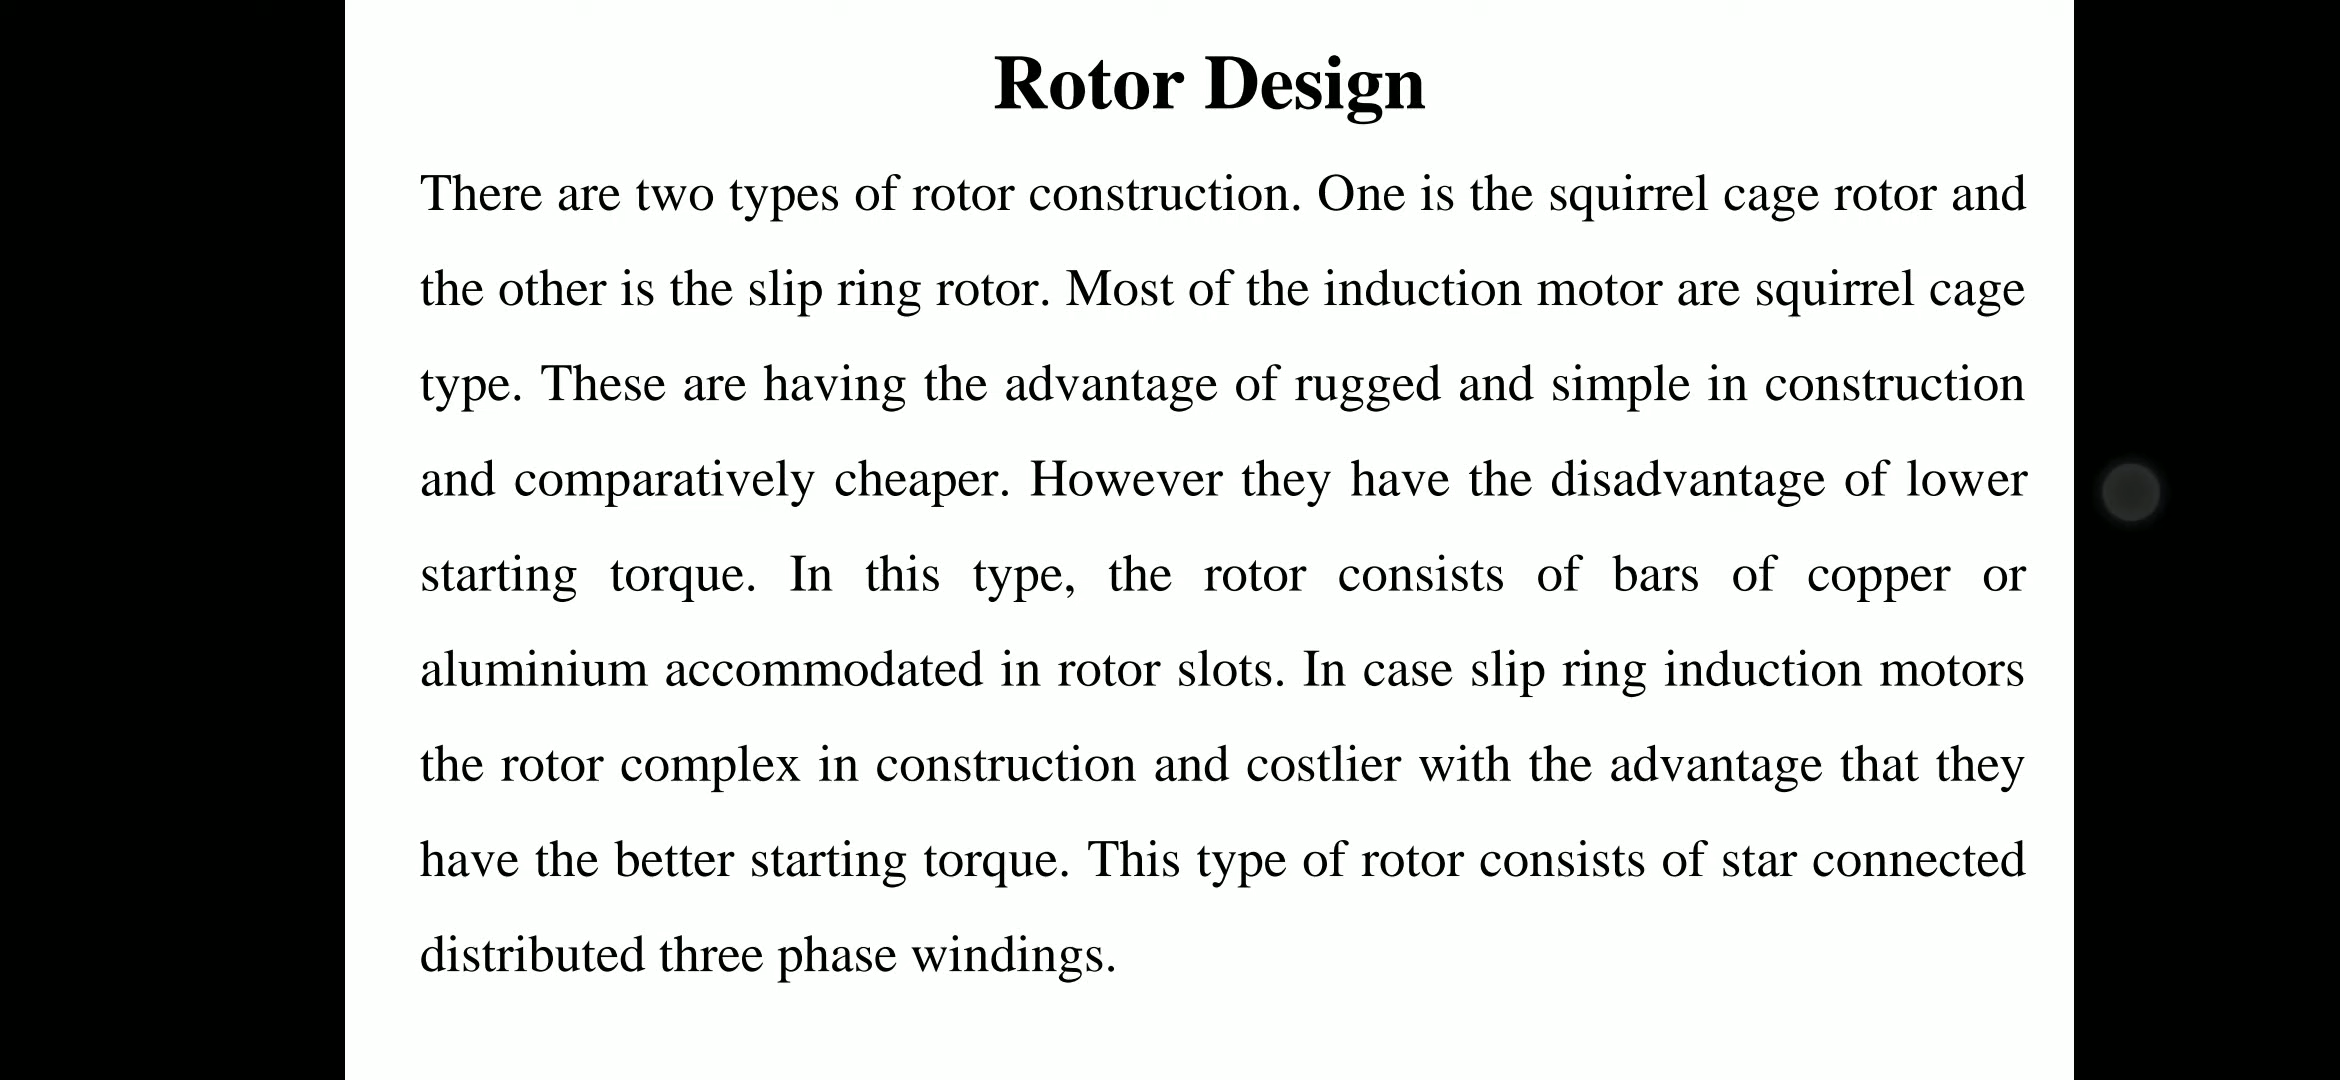 Rotor Design
There are two types of rotor construction. One is the squirrel cage rotor and
the other is the slip ring rotor. Most of the induction motor are squirrel cage
type. These are having the advantage of rugged and simple in construction
and comparatively cheaper. However they have the disadvantage of lower
starting torque. In this type, the rotor consists of bars of copper or
aluminium accommodated in rotor slots. In case slip ring induction motors
the rotor complex in construction and costlier with the advantage that they
have the better starting torque. This type of rotor consists of star connected
distributed three phase windings.